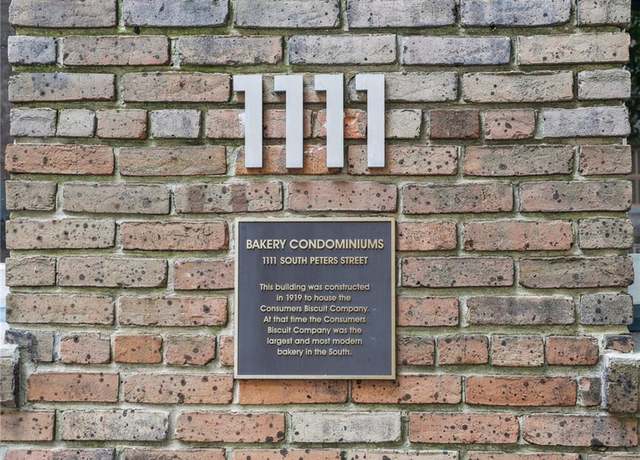 1111
BAKERY CONDOMINIUMS
1111 SOUTH PETERS STREET
This building was constructed
in 1919 to house the
Consumers Biscuit Company.
At that time the Consumers
Biscuit Company was the
largest and most modern
bakery in the South.